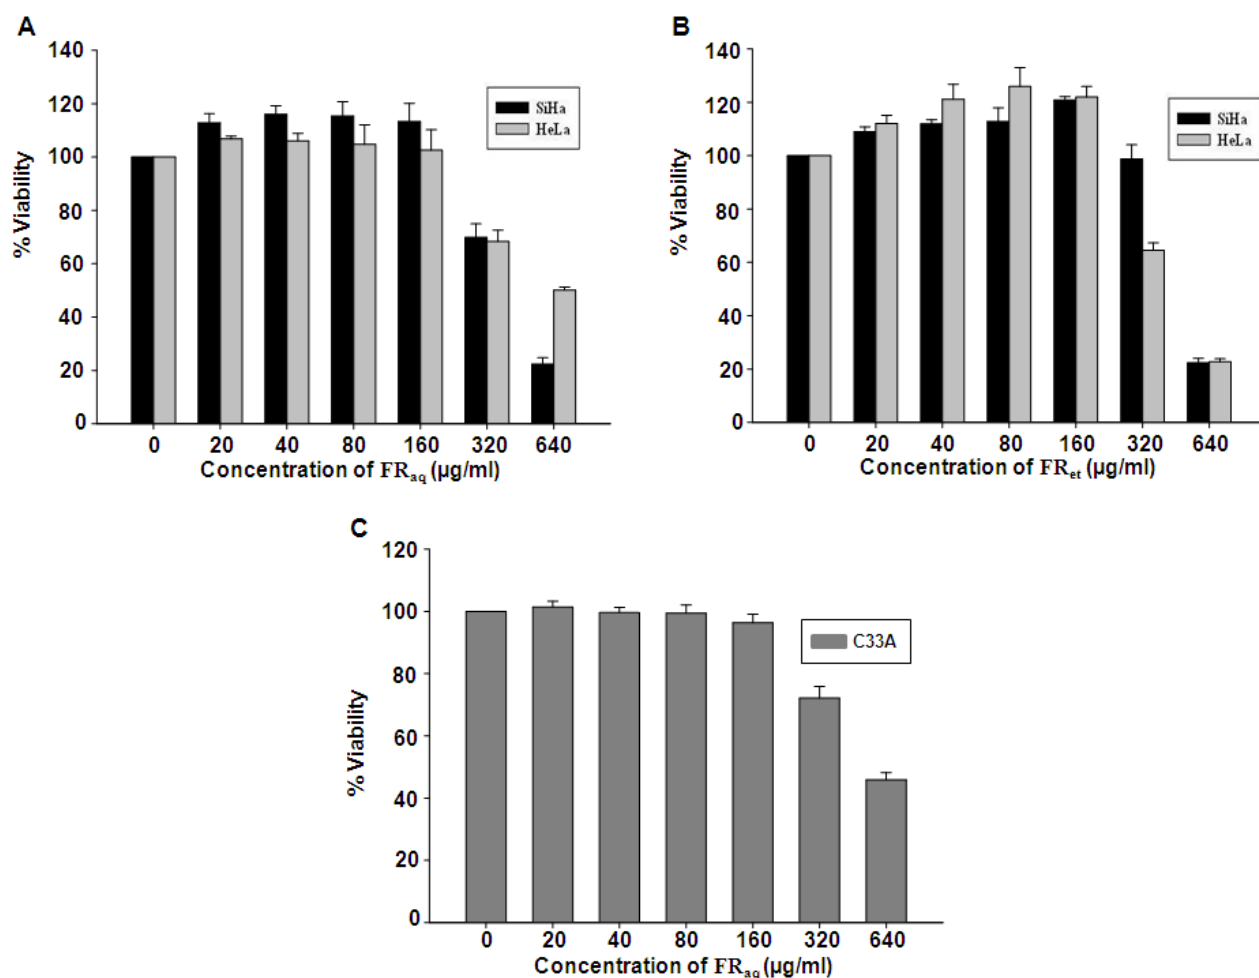 A
140
120
100
80
60
40
20
0
% Viability
SiHa
HeLa
0 20 40 80 160 320 640
Concentration of FRaq (µg/ml)
B
140
120
100
80
60
40
20
0
% Viability
SiHa
HeLa
0 20 40 80 160 320 640
Concentration of FRet (µg/ml)
C
120
100
80
60
40
20
0
% Viability
C33A
0 20 40 80 160 320 640
Concentration of FRaq (µg/ml)